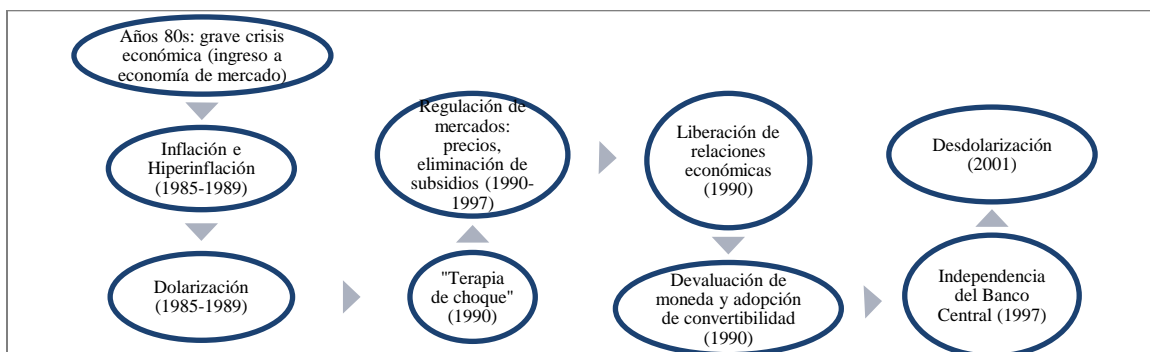 Años 80s: grave crisis
económica (ingreso a
economía de mercado)
Inflación e
Hiperinflación
(1985-1989)
Dolarización
(1985-1989)
"Terapia
de choque"
(1990)
Regulación de
mercados:
precios,
eliminación de
subsidios (1990-
1997)
Liberación de
relaciones
económicas
(1990)
Devaluación de
moneda y adopción
de convertibilidad
(1990)
Independencia
del Banco
Central (1997)
Desdolarización
(2001)